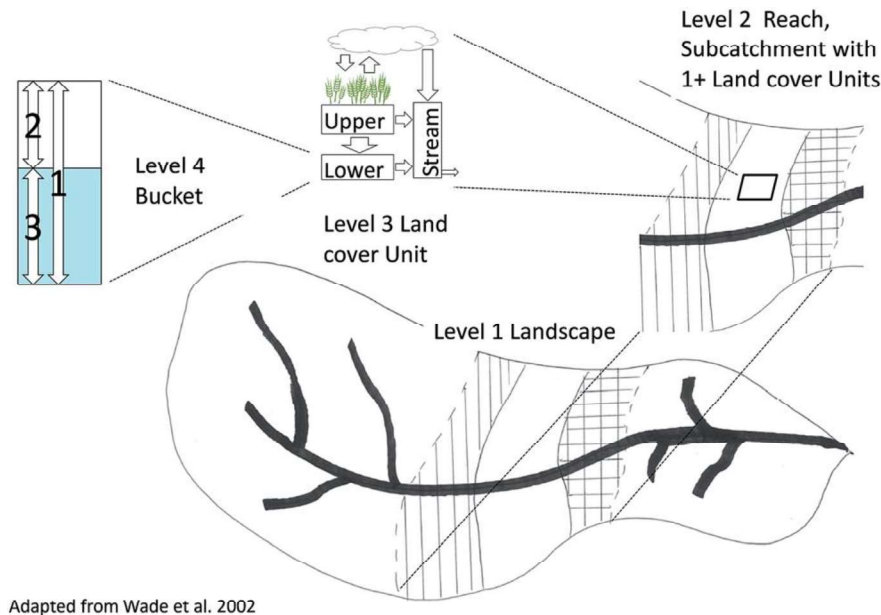 Level 2 Reach,
Subcatchment with
1+ Land cover Units
Upper
Lower
Stream
2
1
3
Level 4
Bucket
Level 3 Land
cover Unit
Level 1 Landscape
Adapted from Wade et al. 2002